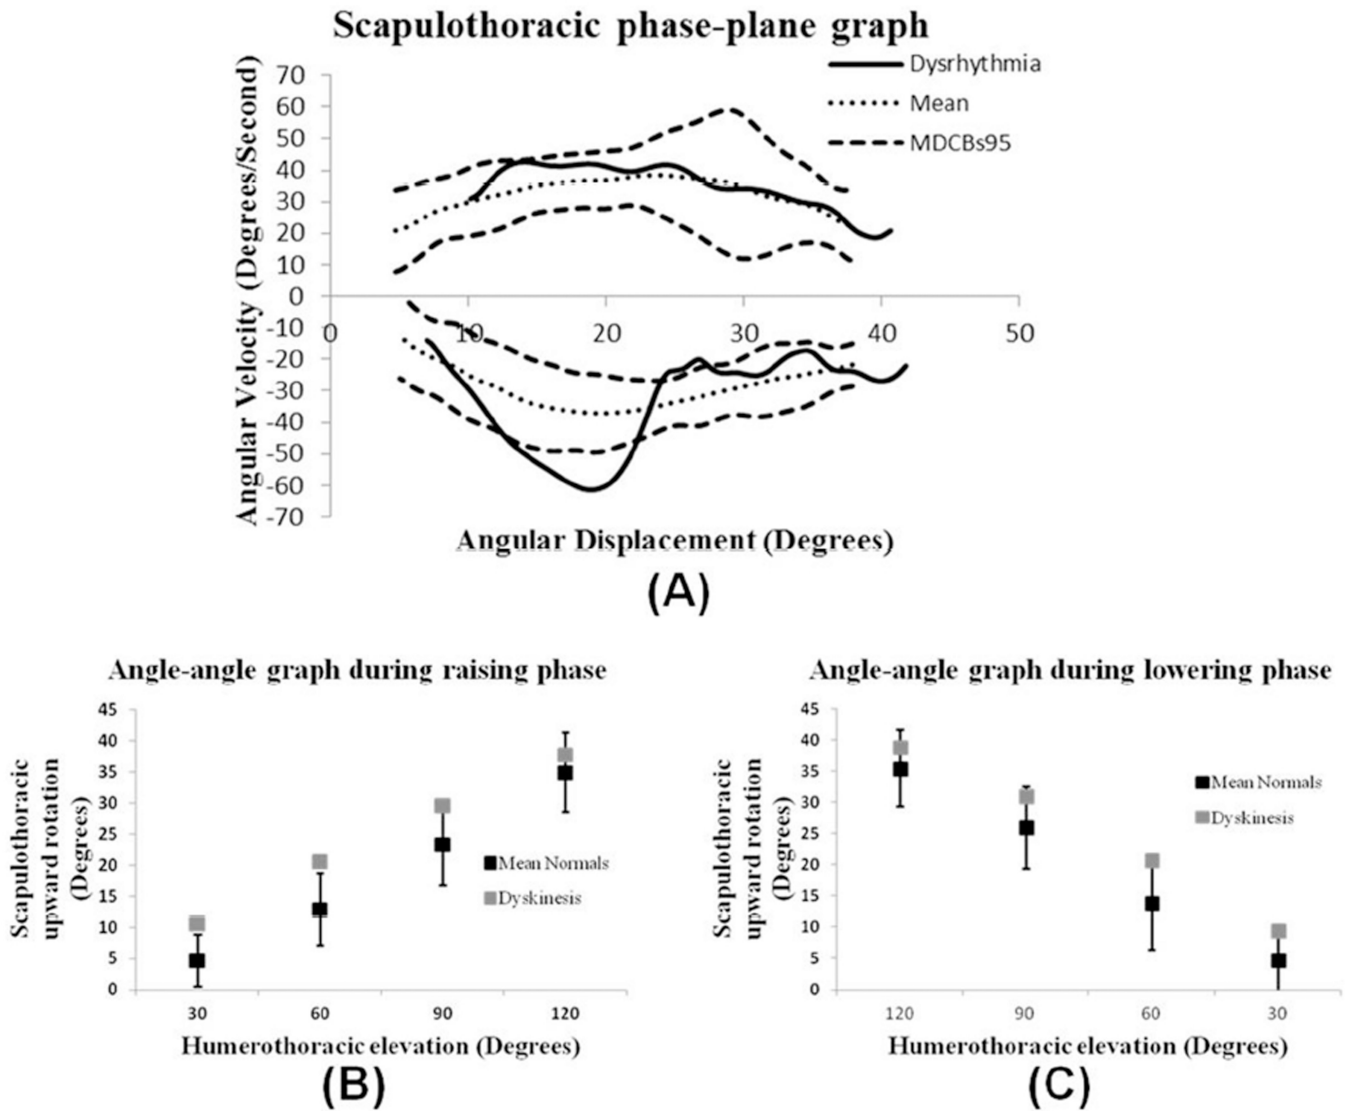 Scapulothoracic phase-plane graph
Angular Velocity (Degrees/Second)
70
60
50
40
30
20
10
0
-10
-20
-30
-40
-50
-60
-70
Dysrhythmia
Mean
MDCBs95
0 10 20 30 40 50
Angular Displacement (Degrees)
(A)
Angle-angle graph during raising phase
Scapulothoracic
upward rotation
(Degrees)
45
40
35
30
25
20
15
10
5
0
Mean Normals
Dyskinesis
30 60 90 120
Humerothoracic elevation (Degrees)
(B)
Angle-angle graph during lowering phase
Scapulothoracic
upward rotation
(Degrees)
45
40
35
30
25
20
15
10
5
0
Mean Normals
Dyskinesis
120 90 60 30
Humerothoracic elevation (Degrees)
(C)